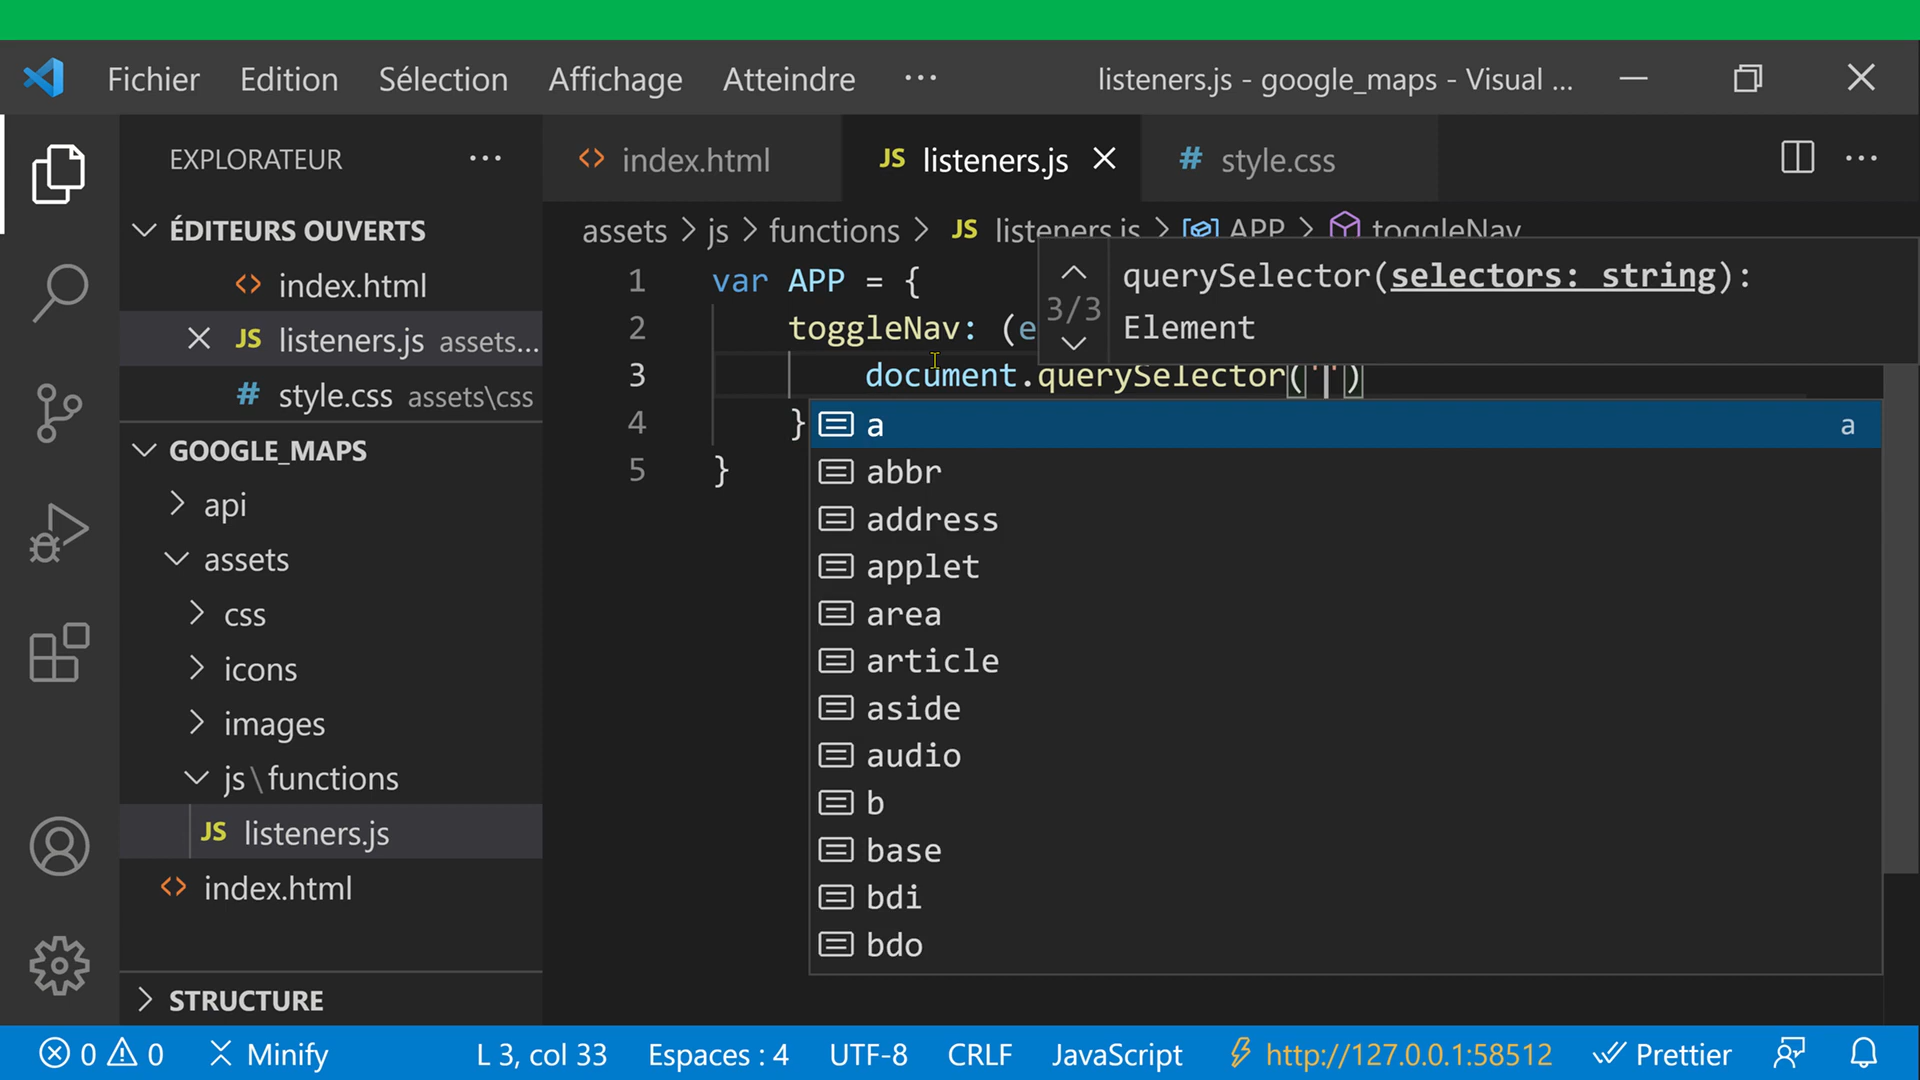 Fichier Edition Sélection Affichage Atteindre ··· listeners.js - google_maps - Visual ...
EXPLORATEUR ···
index.html JS listeners.js # style.css ···
ÉDITEURS OUVERTS
index.html
JS listeners.js assets...
# style.css assets\css
GOOGLE_MAPS
api
assets
css
icons
images
js\functions
JS listeners.js
index.html
STRUCTURE
assets > js > functions > JS listeners.js > APP > toggleNav
1 var APP = {
2 toggleNav: (e
3 document.querySelector('')
4 }
5 }
3/3
querySelector(selectors: string):
Element
a a
abbr
address
applet
area
article
aside
audio
b
base
bdi
bdo
0 0 Minify L 3, col 33 Espaces : 4 UTF-8 CRLF JavaScript http://127.0.0.1:58512 Prettier